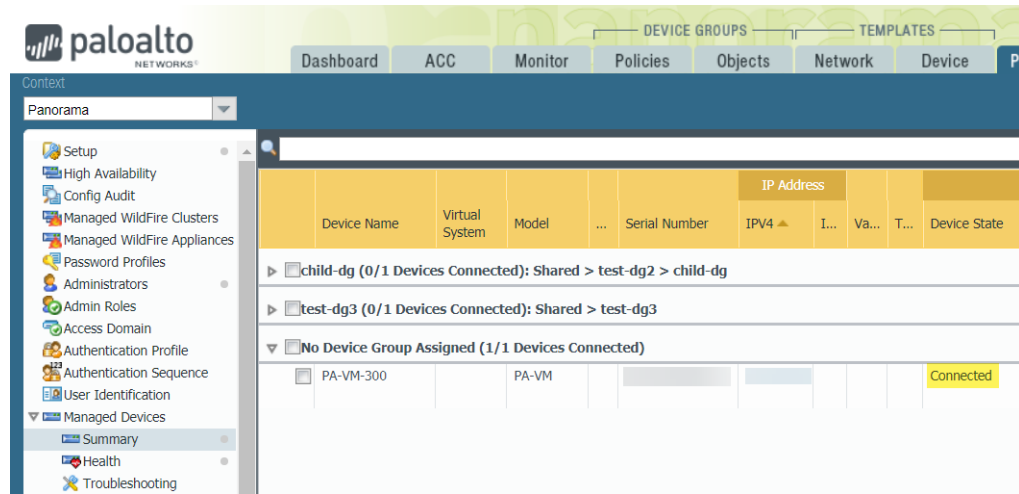 paloalto
NETWORKS®
DEVICE GROUPS
TEMPLATES
Dashboard ACC Monitor Policies Objects Network Device P
Context
Panorama
Setup
High Availability
Config Audit
Managed WildFire Clusters
Managed WildFire Appliances
Password Profiles
Administrators
Admin Roles
Access Domain
Authentication Profile
Authentication Sequence
User Identification
Managed Devices
Summary
Health
Troubleshooting
IP Address
Device Name Virtual System Model ... Serial Number IPV4 I... Va... T... Device State
child-dg (0/1 Devices Connected): Shared > test-dg2 > child-dg
test-dg3 (0/1 Devices Connected): Shared > test-dg3
No Device Group Assigned (1/1 Devices Connected)
PA-VM-300 PA-VM Connected